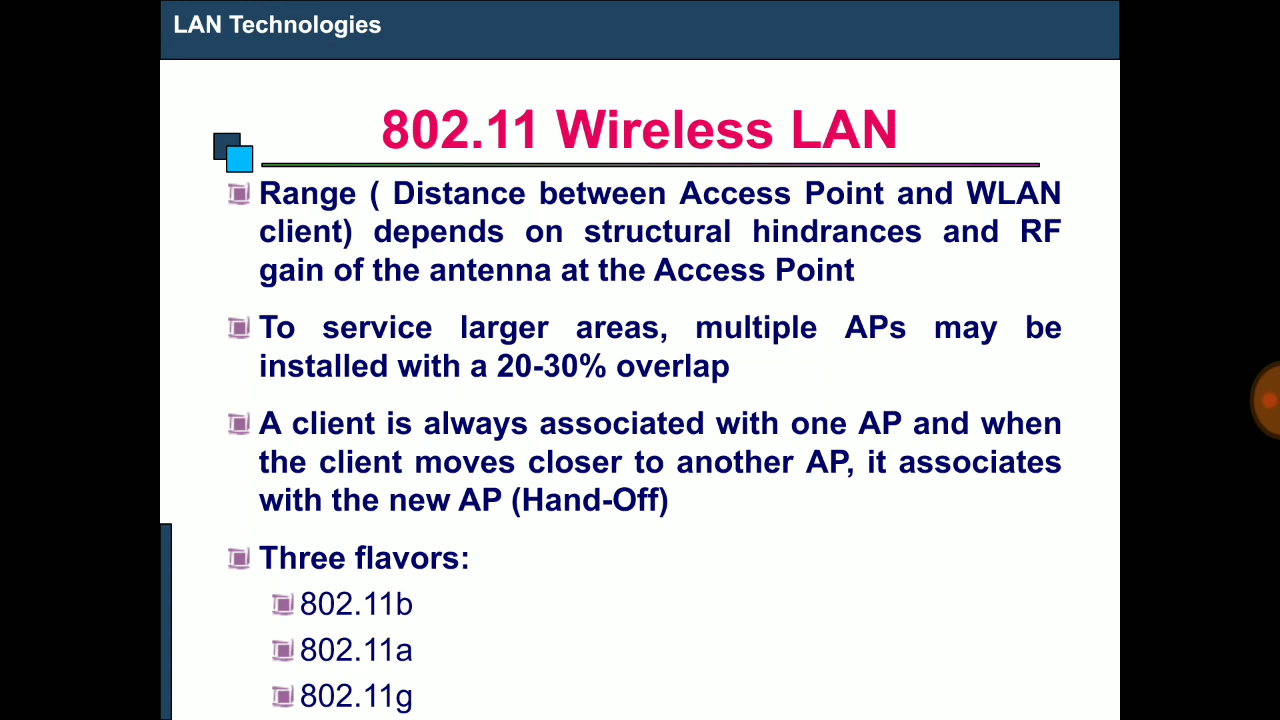 LAN Technologies
802.11 Wireless LAN
Range ( Distance between Access Point and WLAN
client) depends on structural hindrances and RF
gain of the antenna at the Access Point
To service larger areas, multiple APs may be
installed with a 20-30% overlap
A client is always associated with one AP and when
the client moves closer to another AP, it associates
with the new AP (Hand-Off)
Three flavors:
802.11b
802.11a
802.11g